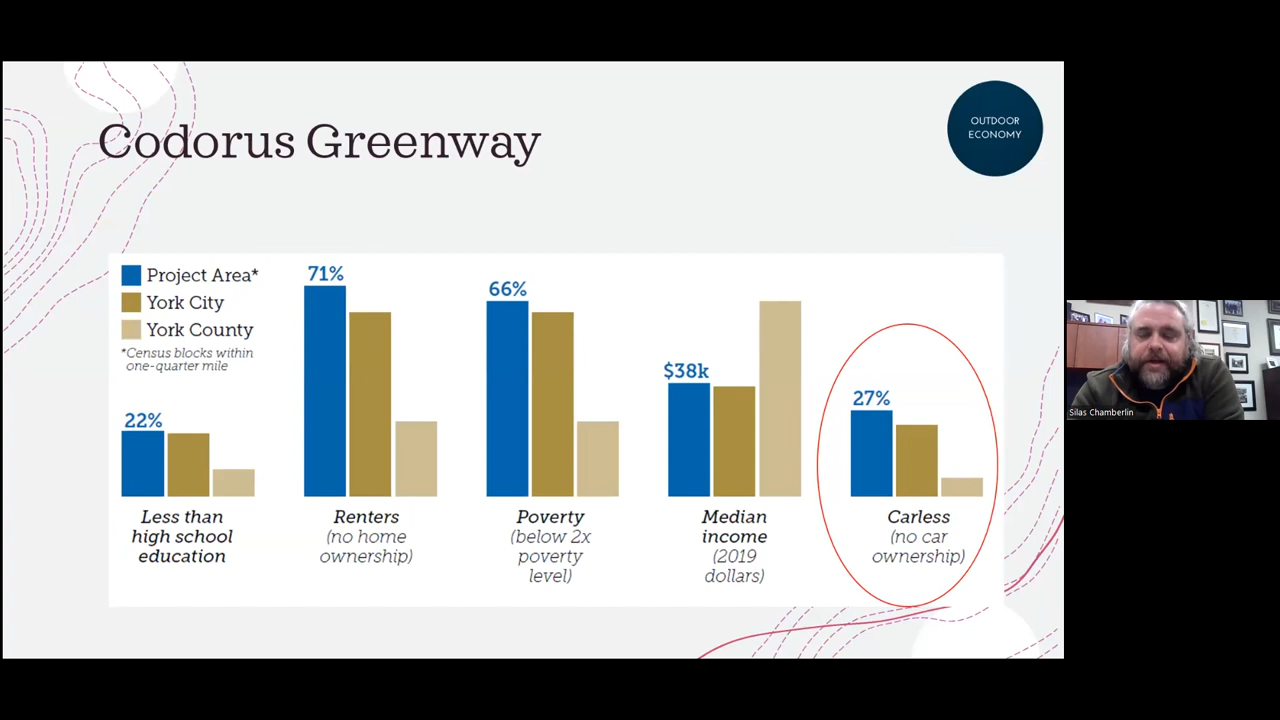 Codorus Greenway
OUTDOOR
ECONOMY
Project Area*
York City
York County
*Census blocks within
one-quarter mile
22%
Less than
high school
education
71%
Renters
(no home
ownership)
66%
Poverty
(below 2x
poverty
level)
$38k
Median
income
(2019
dollars)
27%
Carless
(no car
ownership)
Silas Chamberlin